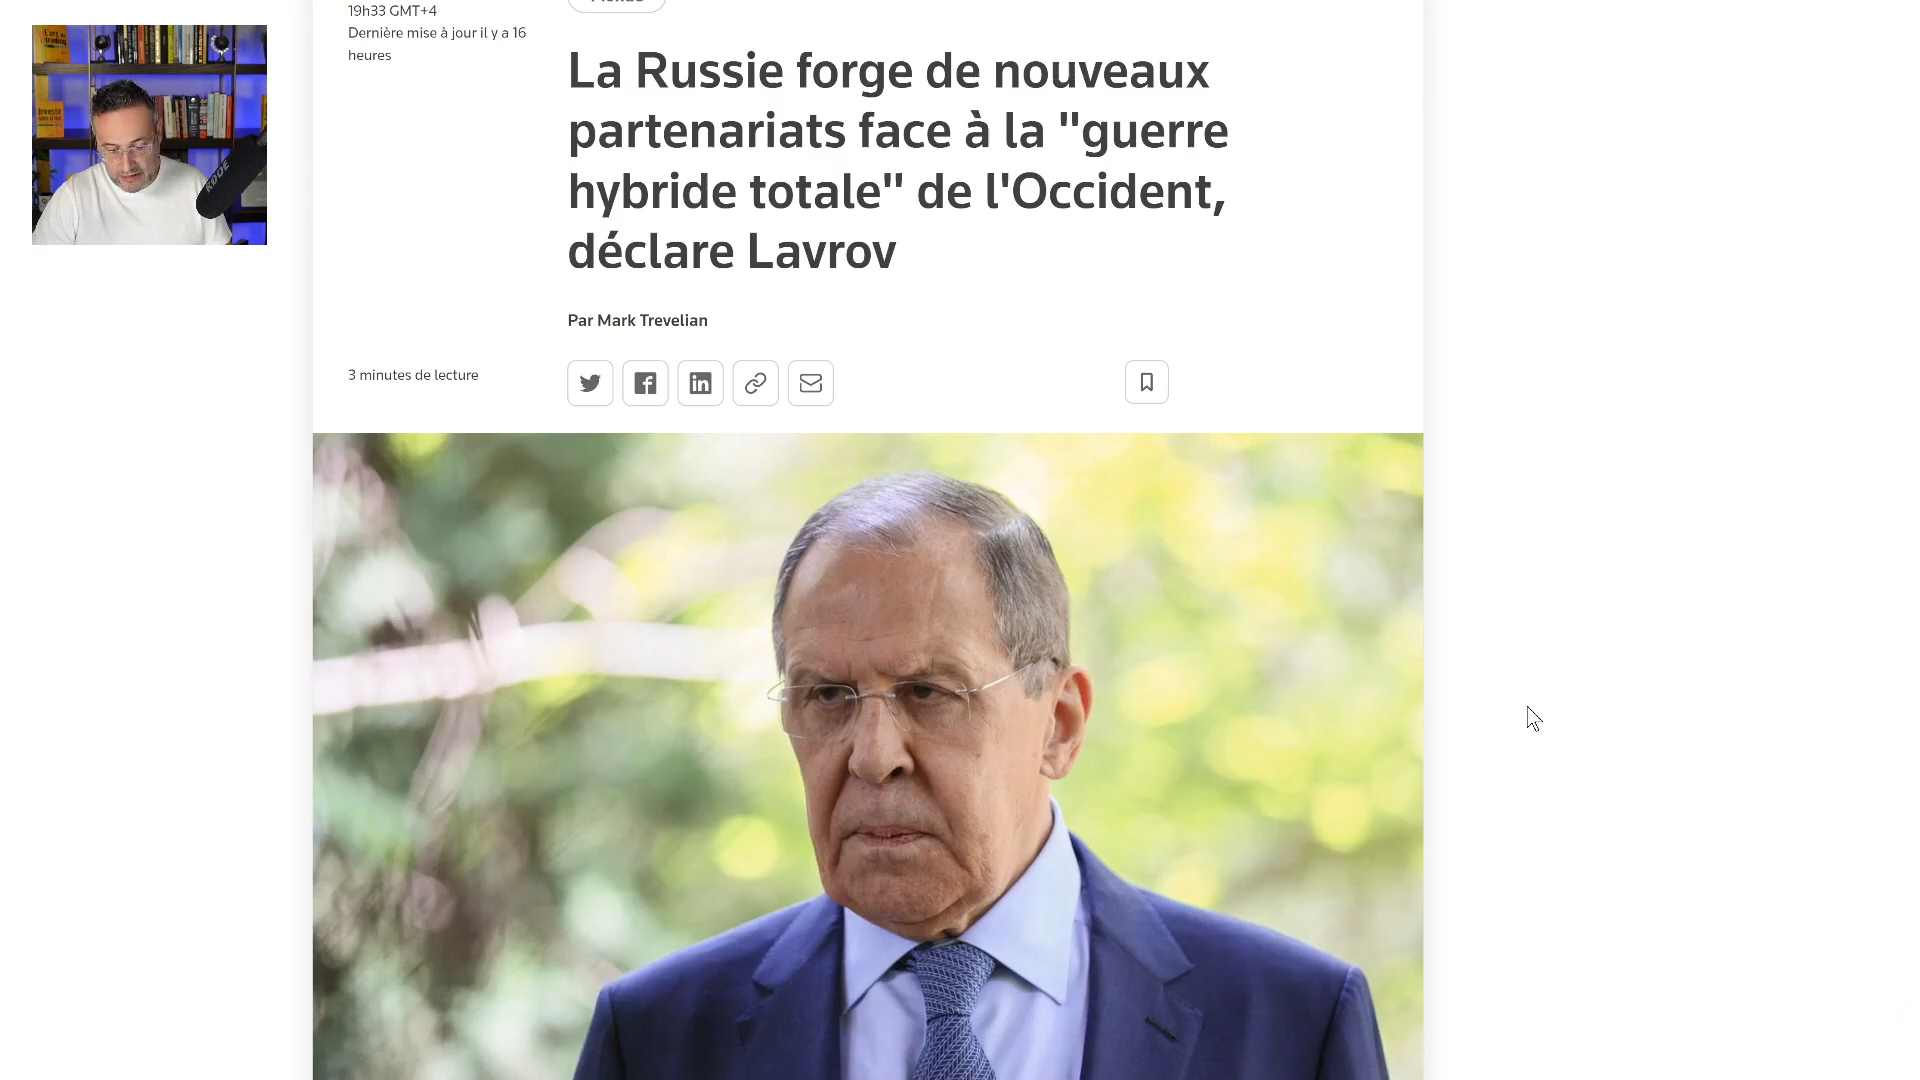 19h33 GMT+4
Dernière mise à jour il y a 16
heures
La Russie forge de nouveaux
partenariats face à la "guerre
hybride totale" de l'Occident,
déclare Lavrov
Par Mark Trevelian
3 minutes de lecture
RODE